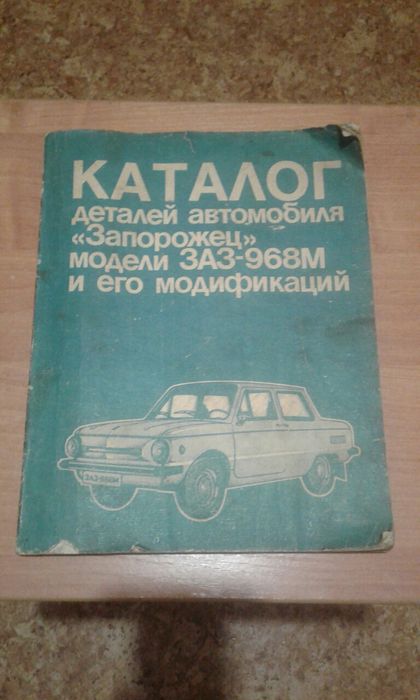 КАТАЛОГ
деталей автомобиля
«Запорожец»
модели ЗАЗ-968М
и его модификаций
ЗАЗ-968М